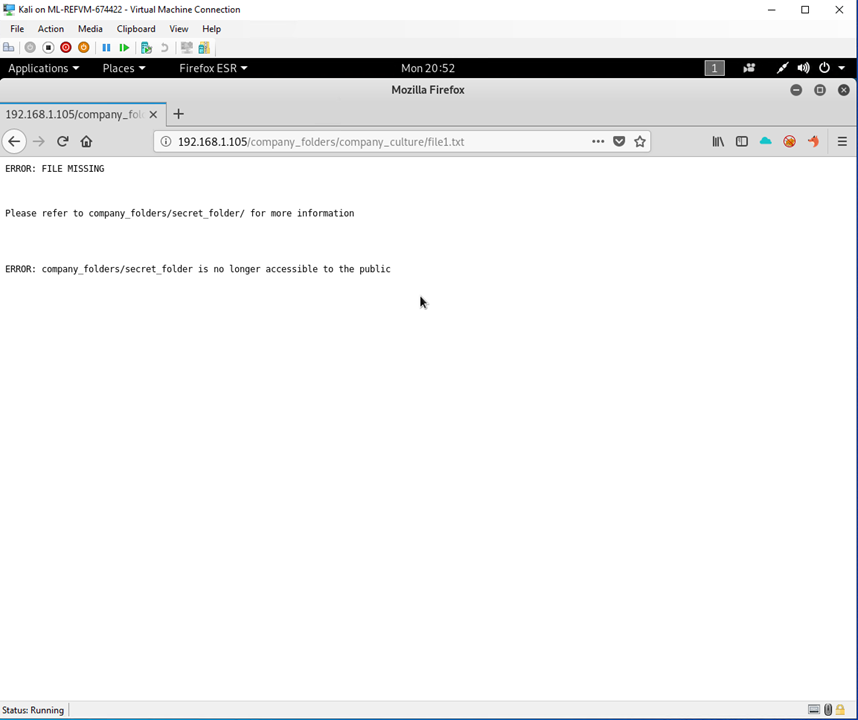 Kali on ML-REFVM-674422 - Virtual Machine Connection
File Action Media Clipboard View Help
Applications Places Firefox ESR Mon 20:52 1
Mozilla Firefox
192.168.1.105/company_fol
192.168.1.105/company_folders/company_culture/file1.txt
ERROR: FILE MISSING
Please refer to company_folders/secret_folder/ for more information
ERROR: company_folders/secret_folder is no longer accessible to the public
Status: Running